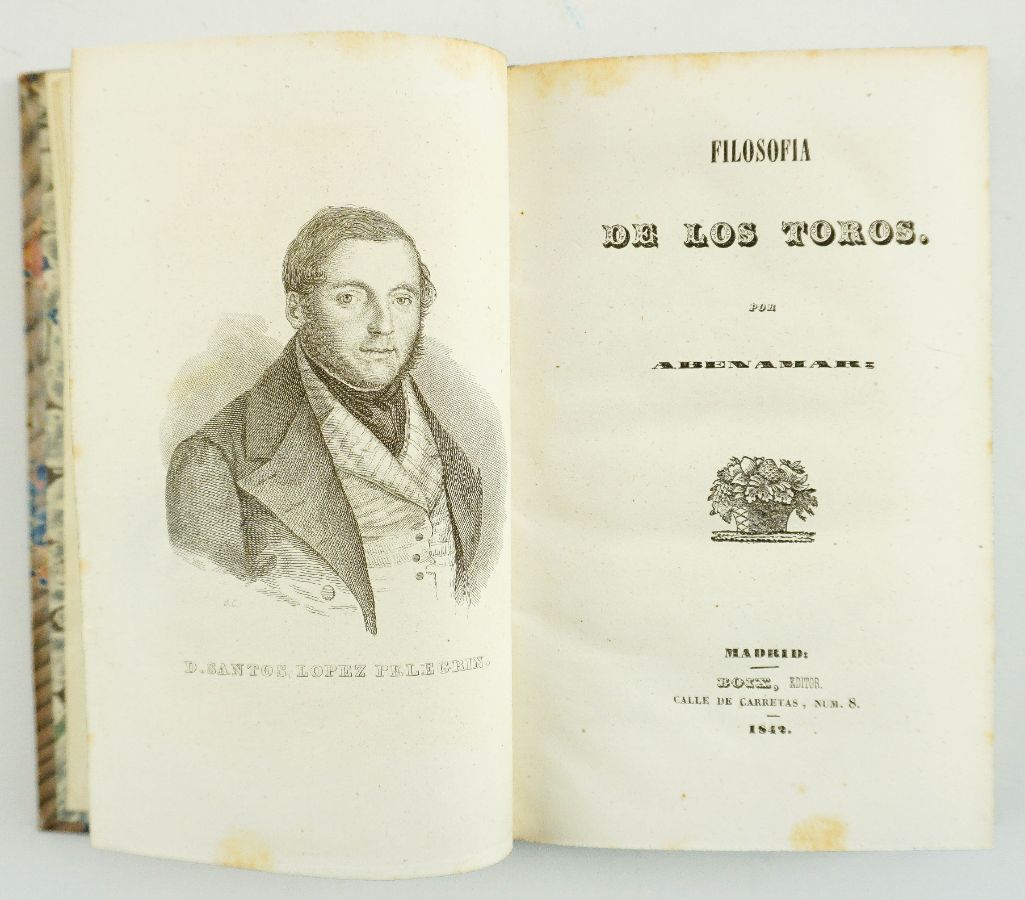 D. SANTOS LOPEZ PELEGRIN.
FILOSOFIA
DE LOS TOROS.
POR
ABENAMAR;
MADRID:
BOIX, EDITOR.
CALLE DE CARRETAS, NUM. 8.
1842.